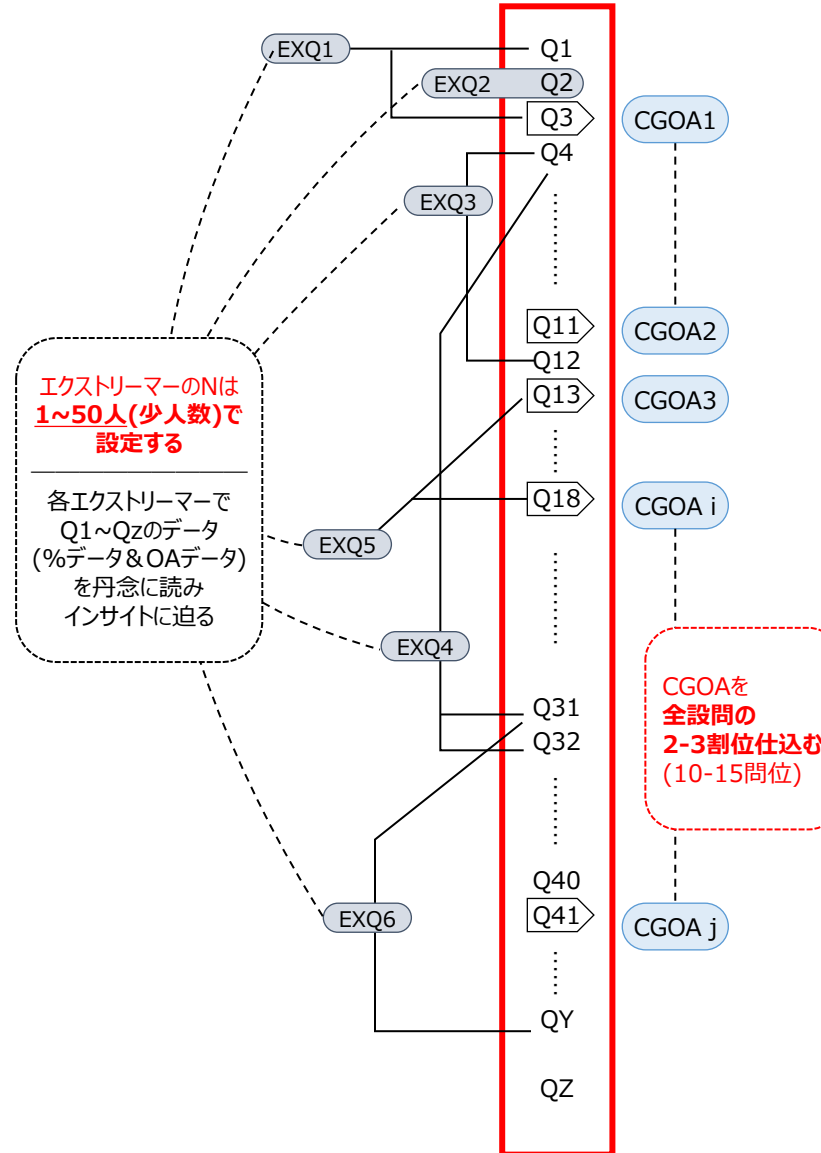 EXQ1
Q1
EXQ2
Q2
Q3
CGOA1
Q4
EXQ3
Q11
CGOA2
Q12
Q13
CGOA3
エクストリーマーのNは
1~50人(少人数)で
設定する
各エクストリーマーで
Q1~Qzのデータ
(%データ&OAデータ)
を丹念に読み
インサイトに迫る
Q18
CGOA i
EXQ5
EXQ4
Q31
Q32
CGOAを
全設問の
2-3割位仕込む
(10-15問位)
Q40
Q41
CGOA j
EXQ6
QY
QZ